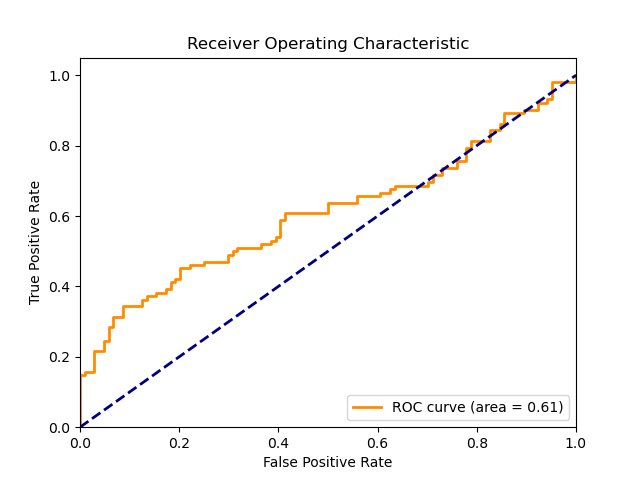 Receiver Operating Characteristic
True Positive Rate
1.0
0.8
0.6
0.4
0.2
0.0
ROC curve (area = 0.61)
0.0 0.2 0.4 0.6 0.8 1.0
False Positive Rate